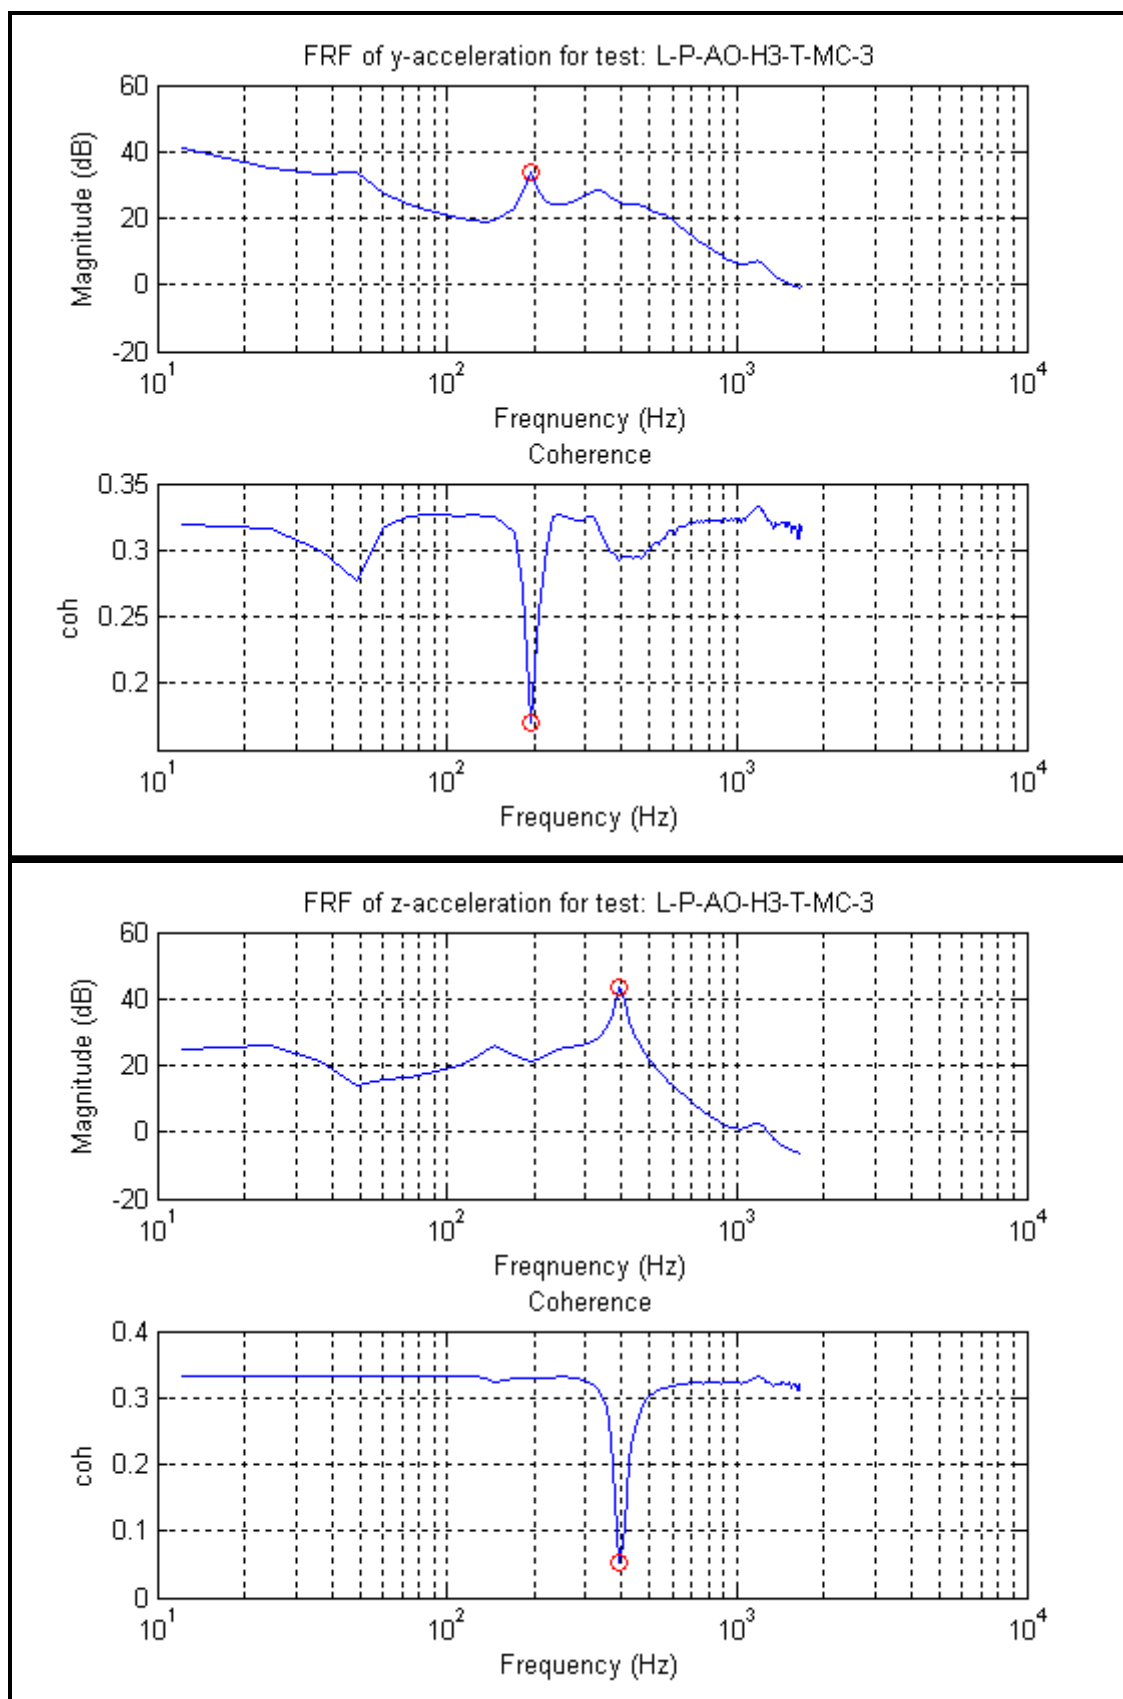 FRF of y-acceleration for test: L-P-AO-H3-T-MC-3
Magnitude (dB)
60
40
20
0
-20
10^1 10^2 10^3 10^4
Freqnuency (Hz)
Coherence
coh
0.35
0.3
0.25
0.2
10^1 10^2 10^3 10^4
Frequency (Hz)
FRF of z-acceleration for test: L-P-AO-H3-T-MC-3
Magnitude (dB)
60
40
20
0
-20
10^1 10^2 10^3 10^4
Freqnuency (Hz)
Coherence
coh
0.4
0.3
0.2
0.1
0
10^1 10^2 10^3 10^4
Frequency (Hz)